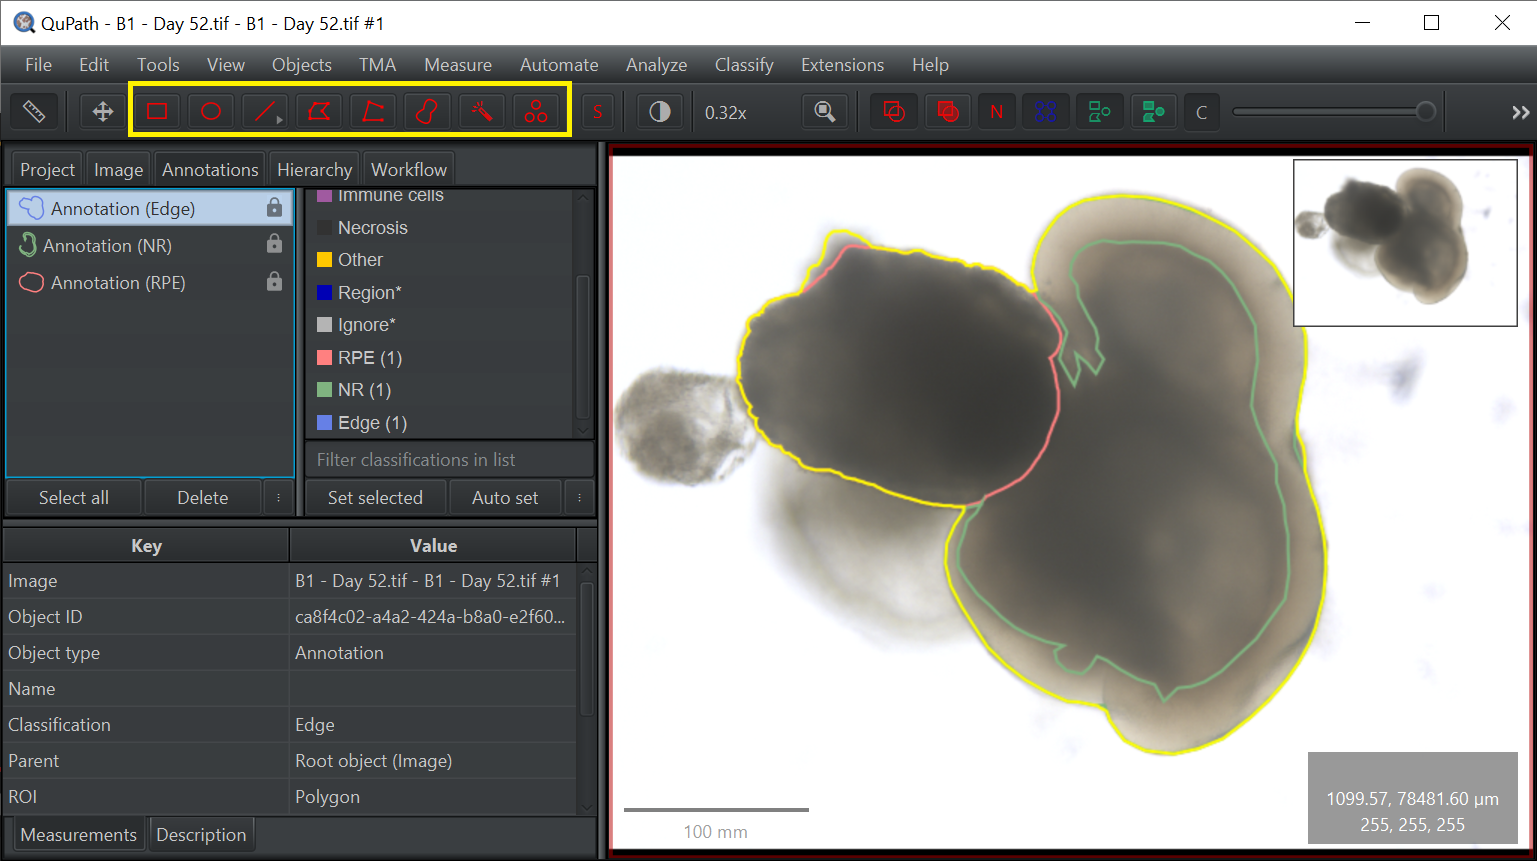 QuPath - B1 - Day 52.tif - B1 - Day 52.tif #1
File Edit Tools View Objects TMA Measure Automate Analyze Classify Extensions Help
S 0.32x N C
Project Image Annotations Hierarchy Workflow
Annotation (Edge)
Annotation (NR)
Annotation (RPE)
Immune cells
Necrosis
Other
Region*
Ignore*
RPE (1)
NR (1)
Edge (1)
Filter classifications in list
Select all Delete Set selected Auto set
Key Value
Image B1 - Day 52.tif - B1 - Day 52.tif #1
Object ID ca8f4c02-a4a2-424a-b8a0-e2f60...
Object type Annotation
Name
Classification Edge
Parent Root object (Image)
ROI Polygon
Measurements Description
100 mm
1099.57, 78481.60 µm
255, 255, 255